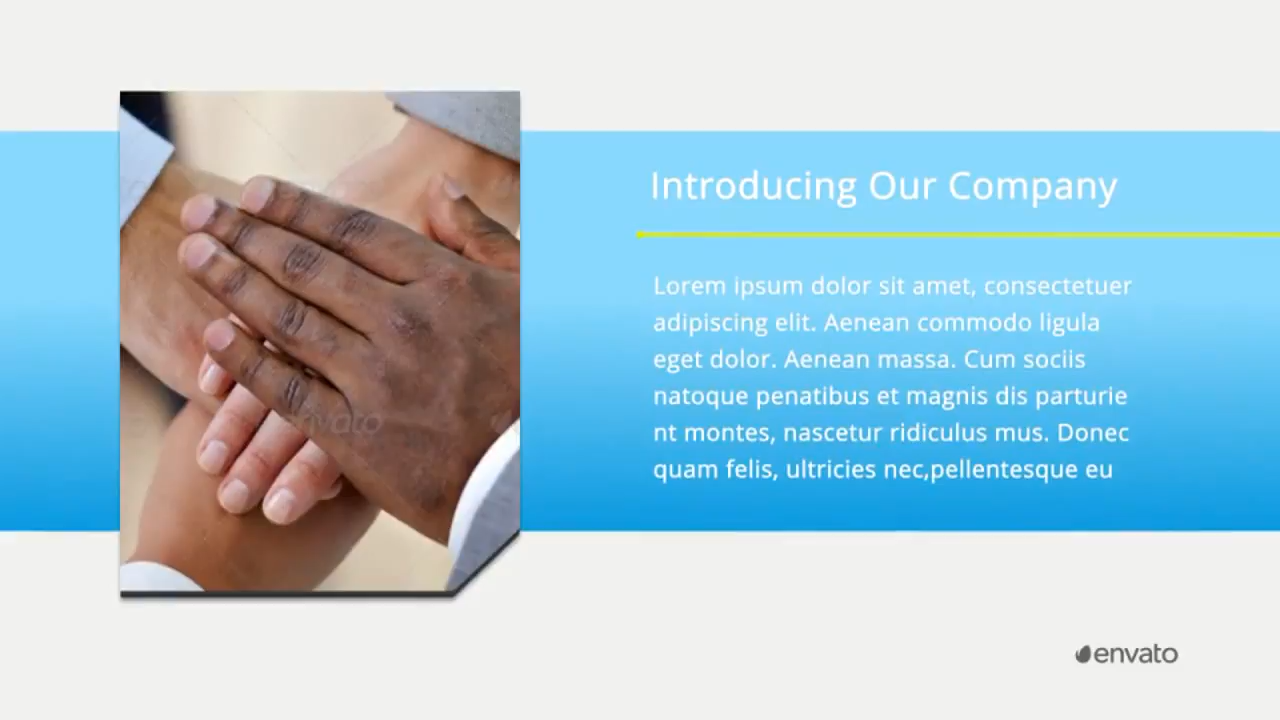 Introducing Our Company
Lorem ipsum dolor sit amet, consectetuer
adipiscing elit. Aenean commodo ligula
eget dolor. Aenean massa. Cum sociis
natoque penatibus et magnis dis parturie
nt montes, nascetur ridiculus mus. Donec
quam felis, ultricies nec,pellentesque eu
envato
envato